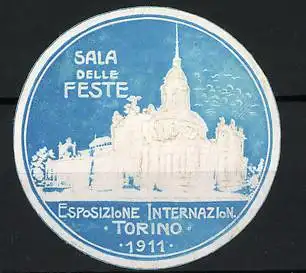 SALA
DELLE
FESTE
ESPOSIZIONE INTERNAZION.
· TORINO ·
· 1911 ·